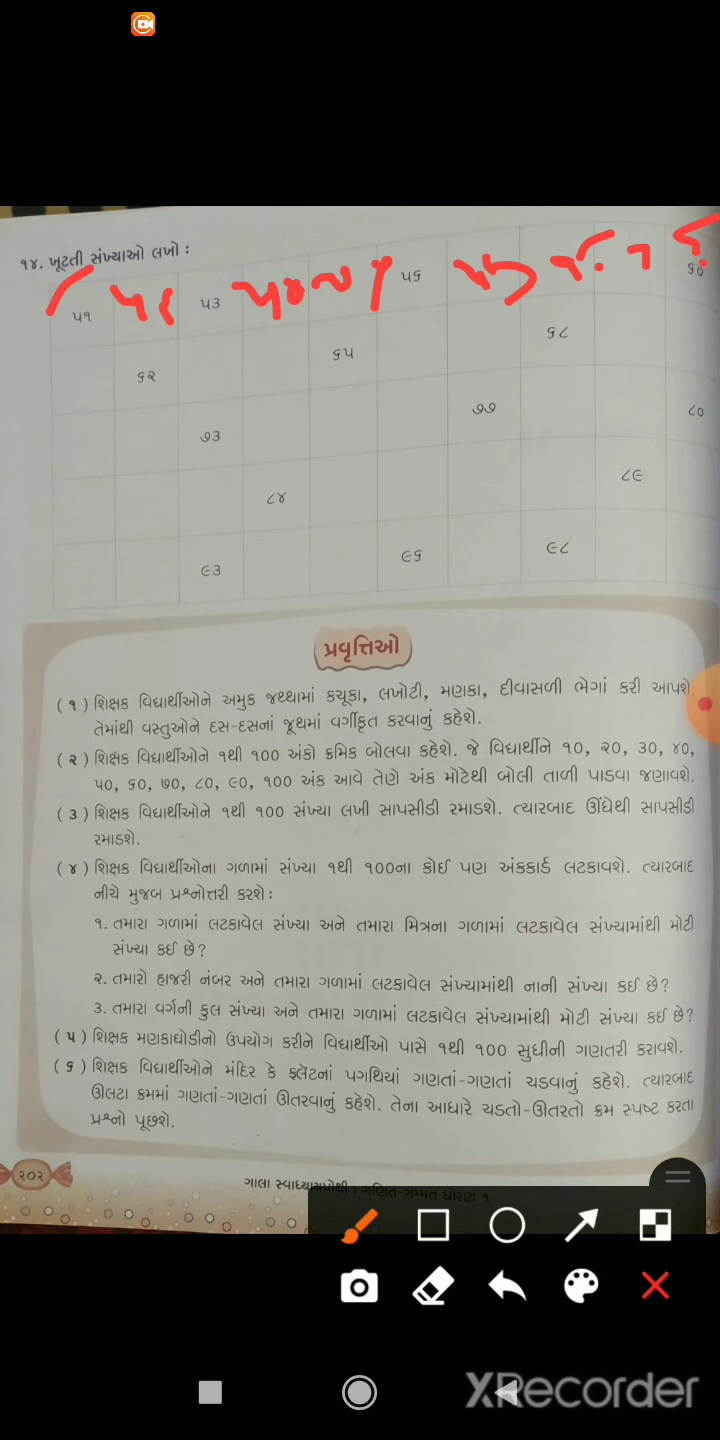 ૧૪. ખૂટતી સંખ્યાઓ લખો :
૫૧ ૫૩ ૫૬ ૬૦
૬૨ ૬૫ ૬૮
૭૩ ૭૭ ૮૦
૮૪ ૮૯
૯૩ ૯૬ ૯૮
પ્રવૃત્તિઓ
(૧) શિક્ષક વિદ્યાર્થીઓને અમુક જથ્થામાં કચૂકા, લખોટી, મણકા, દીવાસળી ભેગાં કરી આપશે.
તેમાંથી વસ્તુઓને દસ-દસનાં જૂથમાં વર્ગીકૃત કરવાનું કહેશે.
(૨) શિક્ષક વિદ્યાર્થીઓને ૧થી ૧૦૦ અંકો ક્રમિક બોલવા કહેશે. જે વિદ્યાર્થીને ૧૦, ૨૦, ૩૦, ૪૦,
૫૦, ૬૦, ૭૦, ૮૦, ૯૦, ૧૦૦ અંક આવે તેણે અંક મોટેથી બોલી તાળી પાડવા જણાવશે.
(૩) શિક્ષક વિદ્યાર્થીઓને ૧થી ૧૦૦ સંખ્યા લખી સાપસીડી રમાડશે. ત્યારબાદ ઊંધેથી સાપસીડી
રમાડશે.
(૪) શિક્ષક વિદ્યાર્થીઓના ગળામાં સંખ્યા ૧થી ૧૦૦ના કોઈ પણ અંકકાર્ડ લટકાવશે. ત્યારબાદ
નીચે મુજબ પ્રશ્નોત્તરી કરશે :
૧. તમારા ગળામાં લટકાવેલ સંખ્યા અને તમારા મિત્રના ગળામાં લટકાવેલ સંખ્યામાંથી મોટી
સંખ્યા કઈ છે?
૨. તમારો હાજરી નંબર અને તમારા ગળામાં લટકાવેલ સંખ્યામાંથી નાની સંખ્યા કઈ છે?
૩. તમારા વર્ગની કુલ સંખ્યા અને તમારા ગળામાં લટકાવેલ સંખ્યામાંથી મોટી સંખ્યા કઈ છે?
(૫) શિક્ષક મણકાઘોડીનો ઉપયોગ કરીને વિદ્યાર્થીઓ પાસે ૧થી ૧૦૦ સુધીની ગણતરી કરાવશે.
(૬) શિક્ષક વિદ્યાર્થીઓને મંદિર કે ફ્લૅટનાં પગથિયાં ગણતાં-ગણતાં ચડવાનું કહેશે. ત્યારબાદ
ઊલટા ક્રમમાં ગણતાં-ગણતાં ઊતરવાનું કહેશે. તેના આધારે ચડતો-ઊતરતો ક્રમ સ્પષ્ટ કરતા
પ્રશ્નો પૂછશે.
૨૦૨
ગાલા સ્વાધ્યાયપોથી : ગણિત-ગમ્મત ધોરણ ૧
XRecorder